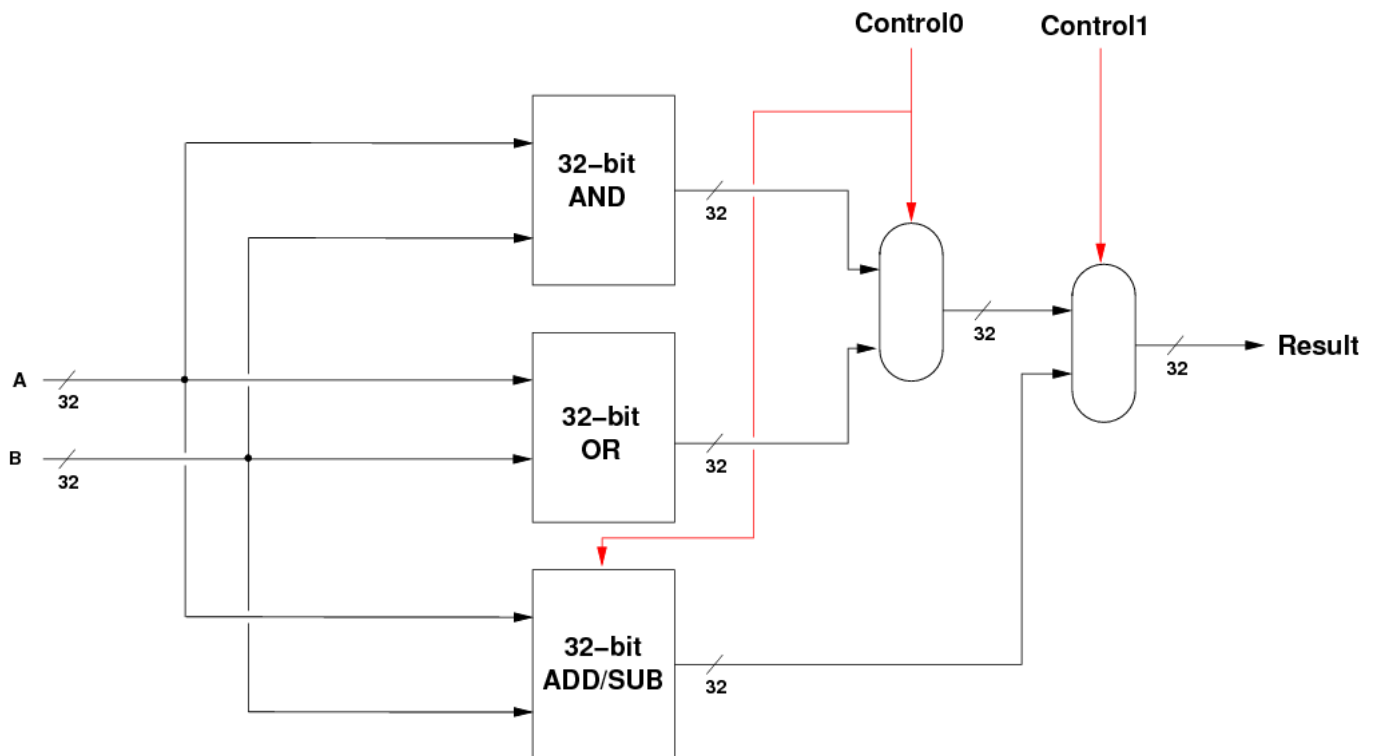 Control0
Control1
32–bit
AND
32
32
Result
32
A
32
32–bit
OR
32
B
32
32–bit
ADD/SUB
32